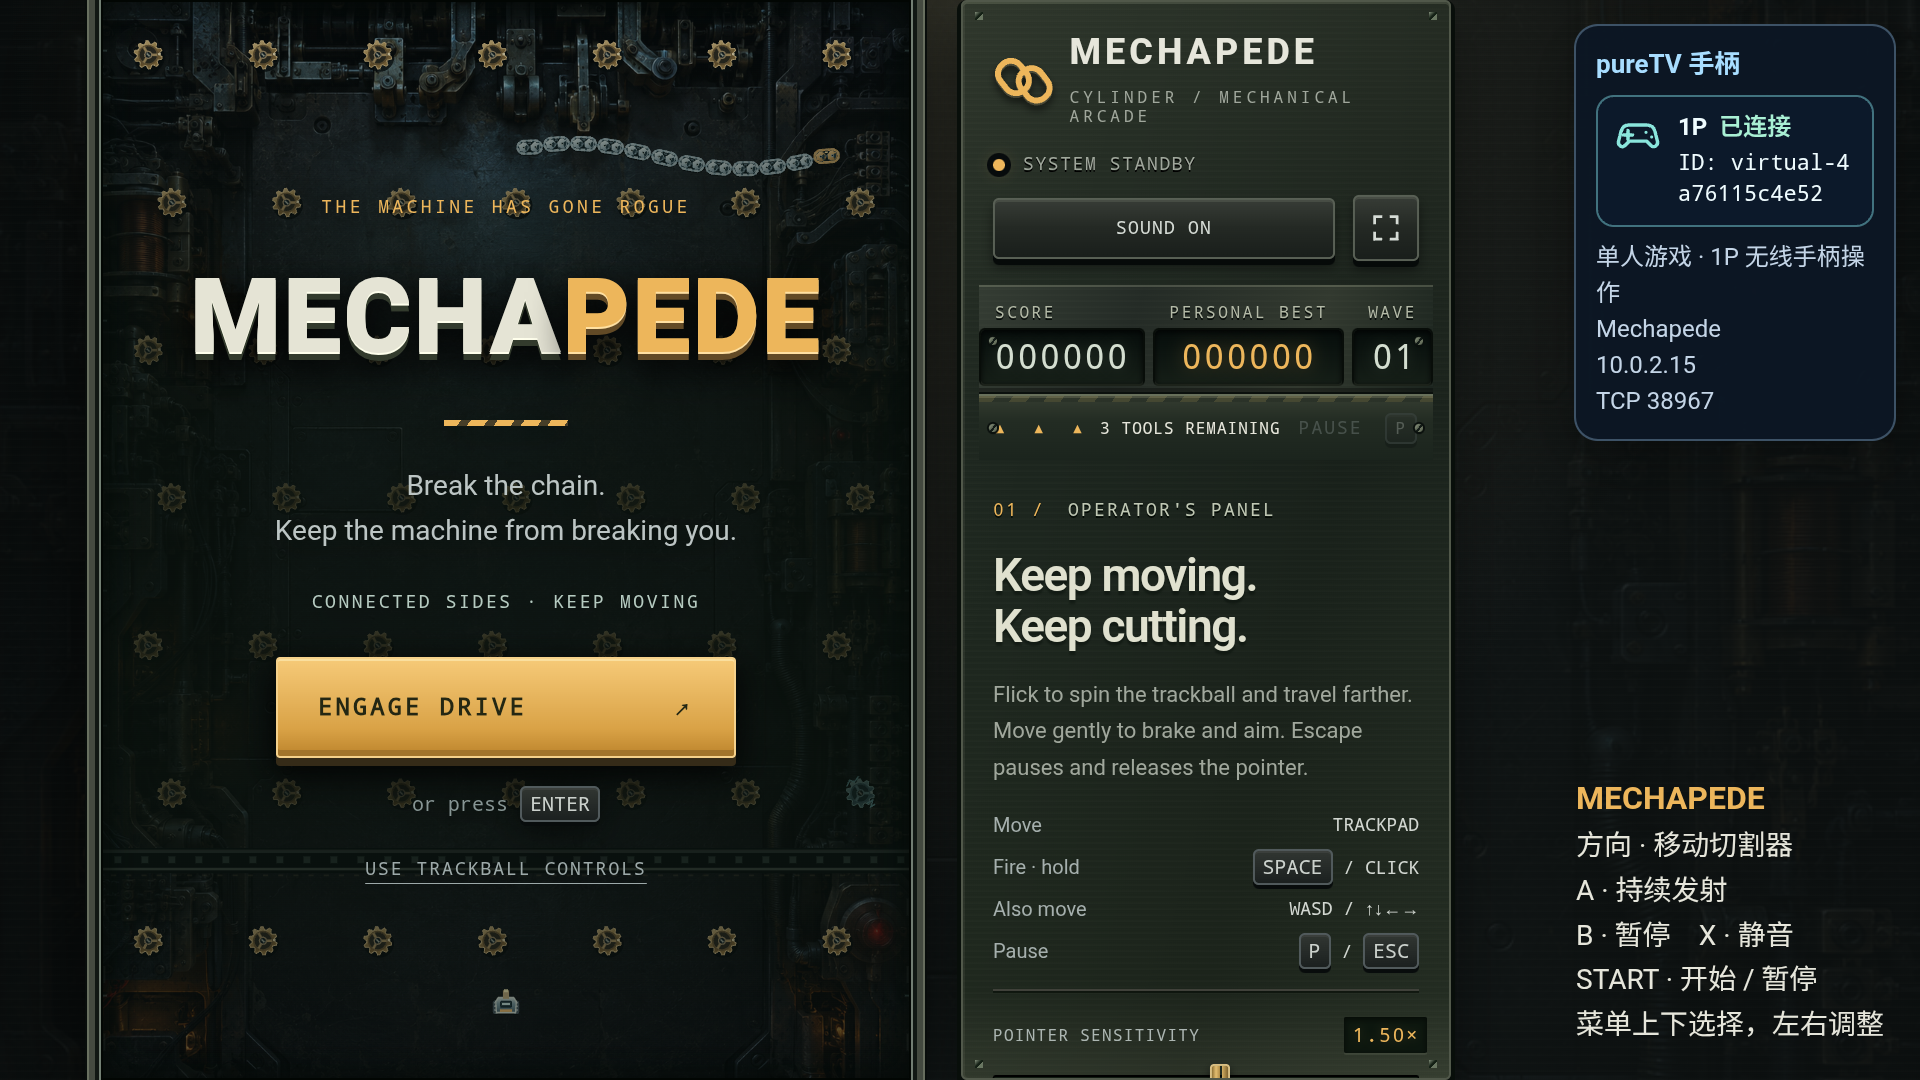 THE MACHINE HAS GONE ROGUE
MECHAPEDE
Break the chain.
Keep the machine from breaking you.
CONNECTED SIDES · KEEP MOVING
ENGAGE DRIVE ↗
or press ENTER
USE TRACKBALL CONTROLS
MECHAPEDE
CYLINDER / MECHANICAL
ARCADE
SYSTEM STANDBY
SOUND ON
SCORE PERSONAL BEST WAVE
000000 000000 01
▲ ▲ ▲ 3 TOOLS REMAINING PAUSE P
01 / OPERATOR'S PANEL
Keep moving.
Keep cutting.
Flick to spin the trackball and travel farther.
Move gently to brake and aim. Escape
pauses and releases the pointer.
Move TRACKPAD
Fire · hold SPACE / CLICK
Also move WASD / ↑↓←→
Pause P / ESC
POINTER SENSITIVITY 1.50×
pureTV 手柄
1P 已连接
ID: virtual-4
a76115c4e52
单人游戏 · 1P 无线手柄操
作
Mechapede
10.0.2.15
TCP 38967
MECHAPEDE
方向 · 移动切割器
A · 持续发射
B · 暂停 X · 静音
START · 开始 / 暂停
菜单上下选择，左右调整